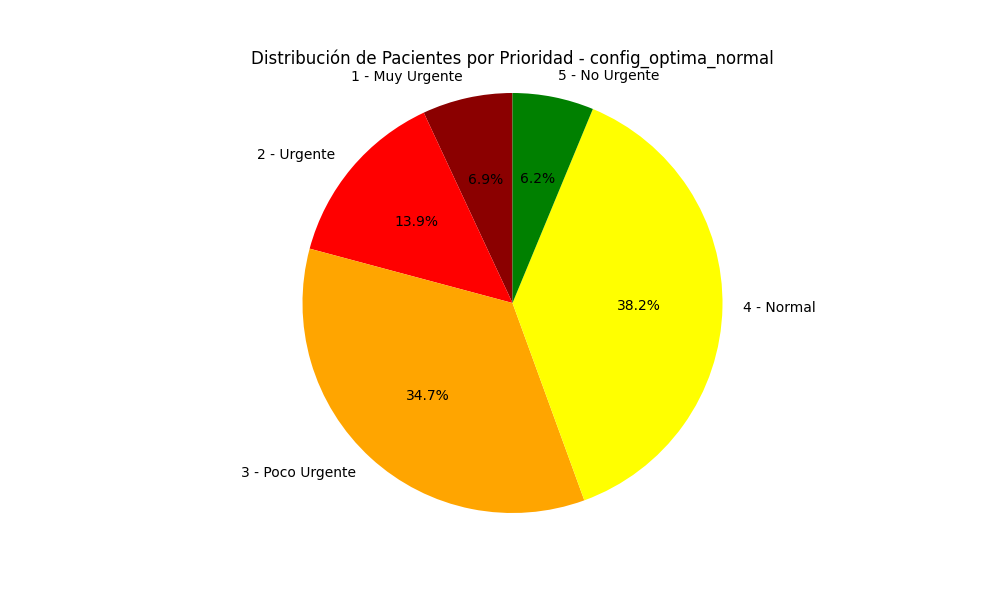 Distribución de Pacientes por Prioridad - config_optima_normal
1 - Muy Urgente
5 - No Urgente
2 - Urgente
6.9%
6.2%
13.9%
38.2%
4 - Normal
34.7%
3 - Poco Urgente